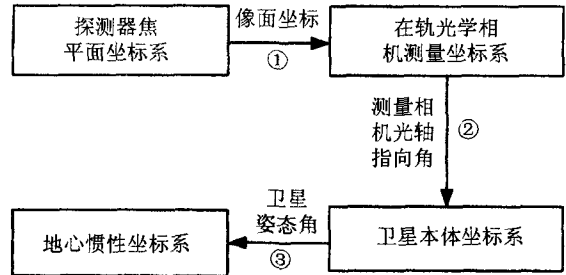 探测器焦
平面坐标系
像面坐标
①
在轨光学相
机测量坐标系
测量相
机光轴
指向角
②
卫星本体坐标系
卫星
姿态角
③
地心惯性坐标系